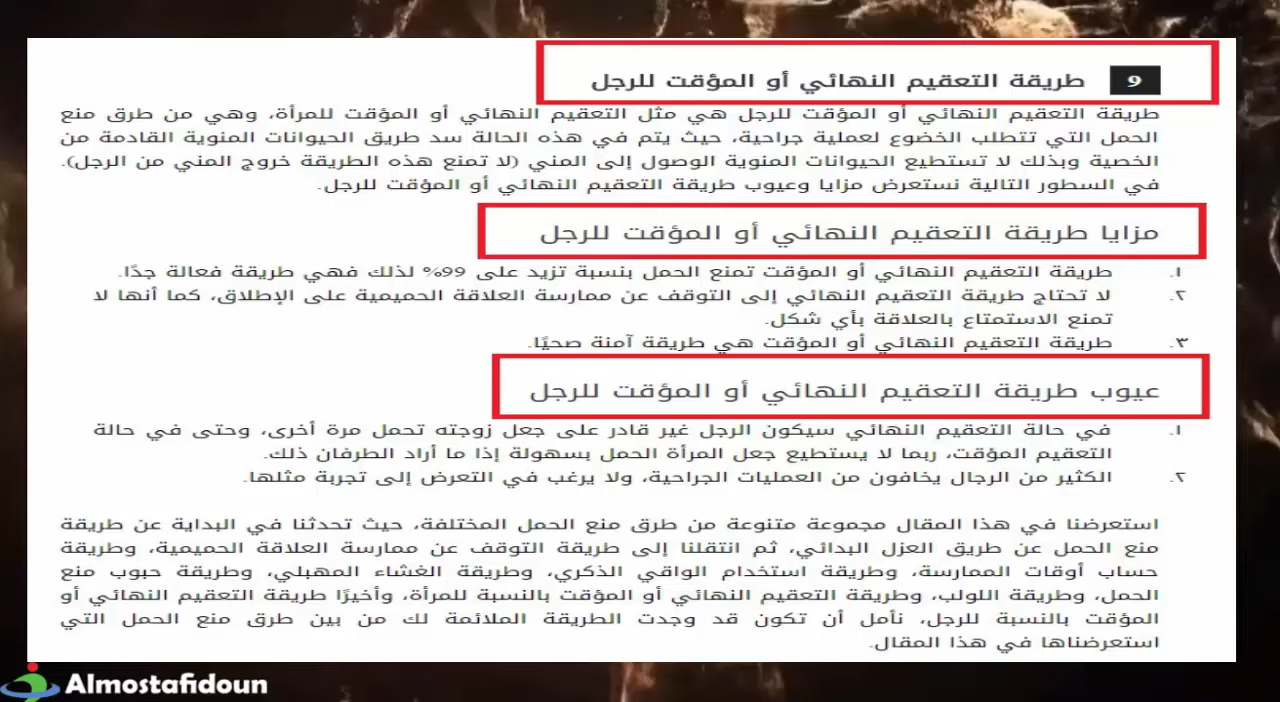 9 طريقة التعقيم النهائي أو المؤقت للرجل
طريقة التعقيم النهائي أو المؤقت للرجل هي مثل التعقيم النهائي أو المؤقت للمرأة، وهي من طرق منع
الحمل التي تتطلب الخضوع لعملية جراحية، حيث يتم في هذه الحالة سد طريق الحيوانات المنوية القادمة من
الخصية وبذلك لا تستطيع الحيوانات المنوية الوصول إلى المني (لا تمنع هذه الطريقة خروج المني من الرجل).
في السطور التالية نستعرض مزايا وعيوب طريقة التعقيم النهائي أو المؤقت للرجل.
مزايا طريقة التعقيم النهائي أو المؤقت للرجل
١. طريقة التعقيم النهائي أو المؤقت تمنع الحمل بنسبة تزيد على 99% لذلك فهي طريقة فعالة جدًا.
٢. لا تحتاج طريقة التعقيم النهائي إلى التوقف عن ممارسة العلاقة الحميمية على الإطلاق، كما أنها لا
تمنع الاستمتاع بالعلاقة بأي شكل.
٣. طريقة التعقيم النهائي أو المؤقت هي طريقة آمنة صحيًا.
عيوب طريقة التعقيم النهائي أو المؤقت للرجل
١. في حالة التعقيم النهائي سيكون الرجل غير قادر على جعل زوجته تحمل مرة أخرى، وحتى في حالة
التعقيم المؤقت، ربما لا يستطيع جعل المرأة الحمل بسهولة إذا ما أراد الطرفان ذلك.
٢. الكثير من الرجال يخافون من العمليات الجراحية، ولا يرغب في التعرض إلى تجربة مثلها.
استعرضنا في هذا المقال مجموعة متنوعة من طرق منع الحمل المختلفة، حيث تحدثنا في البداية عن طريقة
منع الحمل عن طريق العزل البدائي، ثم انتقلنا إلى طريقة التوقف عن ممارسة العلاقة الحميمية، وطريقة
حساب أوقات الممارسة، وطريقة استخدام الواقي الذكري، وطريقة الغشاء المهبلي، وطريقة حبوب منع
الحمل، وطريقة اللولب، وطريقة التعقيم النهائي أو المؤقت بالنسبة للمرأة، وأخيرًا طريقة التعقيم النهائي أو
المؤقت بالنسبة للرجل، نأمل أن تكون قد وجدت الطريقة الملائمة لك من بين طرق منع الحمل التي
استعرضناها في هذا المقال.
Almostafidoun